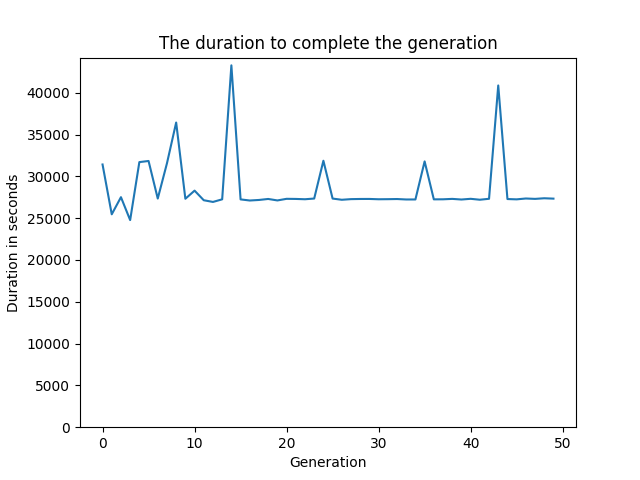 The duration to complete the generation
40000
35000
30000
25000
20000
15000
10000
5000
0
Duration in seconds
0 10 20 30 40 50
Generation